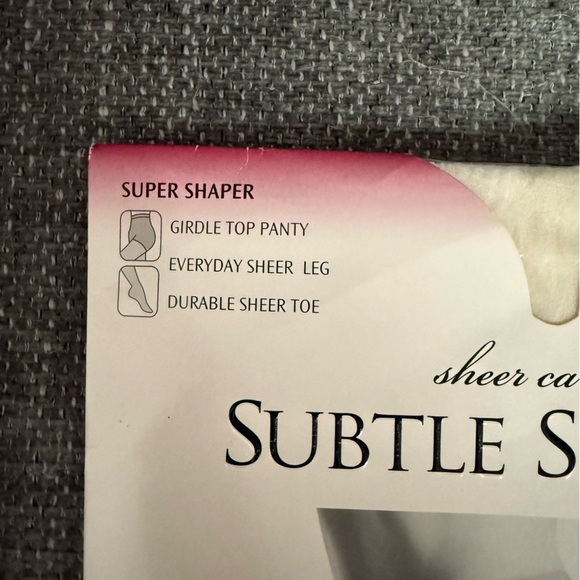 SUPER SHAPER
GIRDLE TOP PANTY
EVERYDAY SHEER LEG
DURABLE SHEER TOE
sheer ca
SUBTLE S